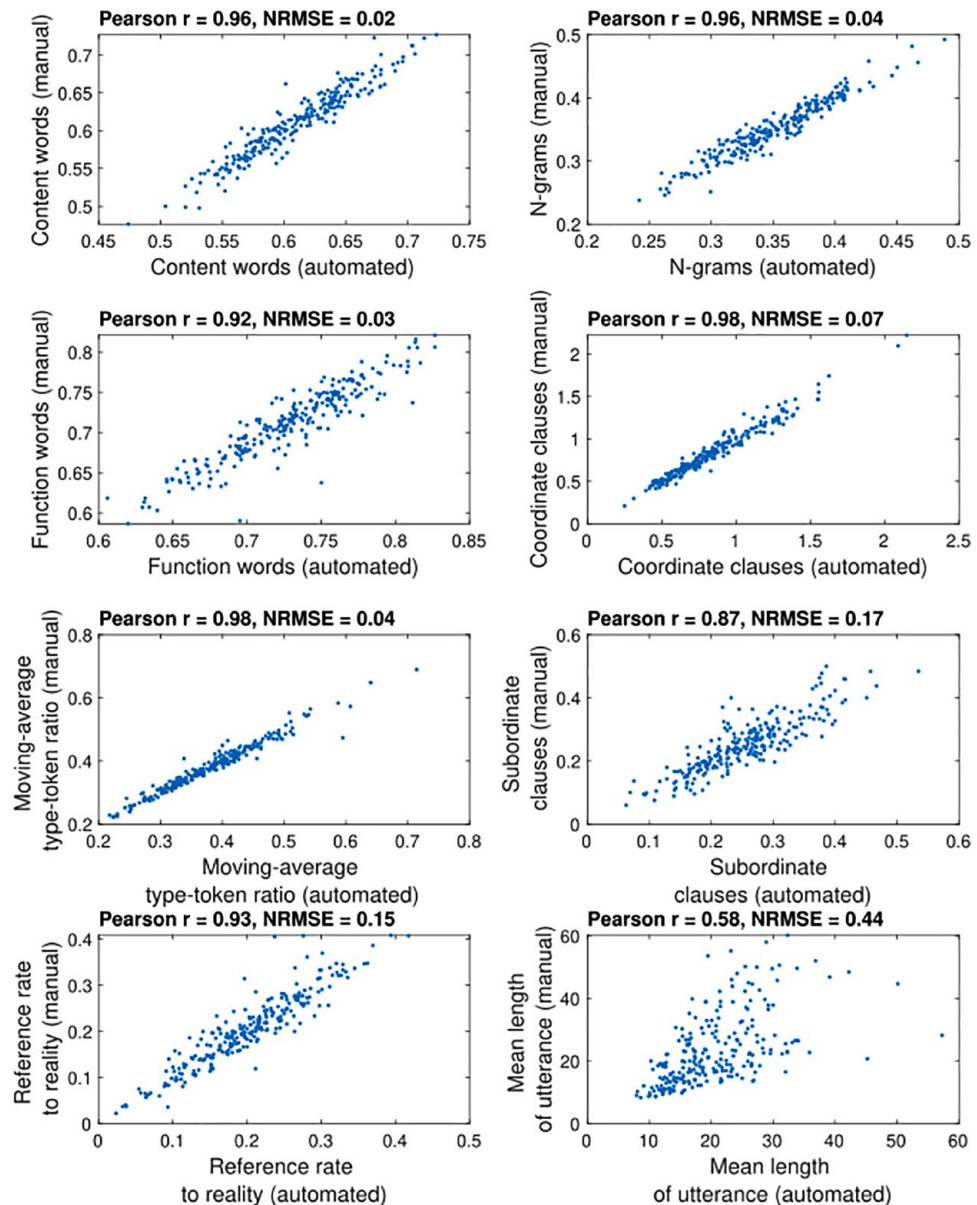 Pearson r = 0.96, NRMSE = 0.02
Content words (manual)
0.7
0.65
0.6
0.55
0.5
0.45 0.5 0.55 0.6 0.65 0.7 0.75
Content words (automated)
Pearson r = 0.96, NRMSE = 0.04
N-grams (manual)
0.5
0.4
0.3
0.2
0.2 0.25 0.3 0.35 0.4 0.45 0.5
N-grams (automated)
Pearson r = 0.92, NRMSE = 0.03
Function words (manual)
0.8
0.75
0.7
0.65
0.6
0.6 0.65 0.7 0.75 0.8 0.85
Function words (automated)
Pearson r = 0.98, NRMSE = 0.07
Coordinate clauses (manual)
2
1.5
1
0.5
0
0 0.5 1 1.5 2 2.5
Coordinate clauses (automated)
Pearson r = 0.98, NRMSE = 0.04
Moving-average
type-token ratio (manual)
0.8
0.6
0.4
0.2
0.2 0.3 0.4 0.5 0.6 0.7 0.8
Moving-average
type-token ratio (automated)
Pearson r = 0.87, NRMSE = 0.17
Subordinate
clauses (manual)
0.6
0.4
0.2
0
0 0.1 0.2 0.3 0.4 0.5 0.6
Subordinate
clauses (automated)
Pearson r = 0.93, NRMSE = 0.15
Reference rate
to reality (manual)
0.4
0.3
0.2
0.1
0
0 0.1 0.2 0.3 0.4 0.5
Reference rate
to reality (automated)
Pearson r = 0.58, NRMSE = 0.44
Mean length
of utterance (manual)
60
40
20
0
0 10 20 30 40 50 60
Mean length
of utterance (automated)